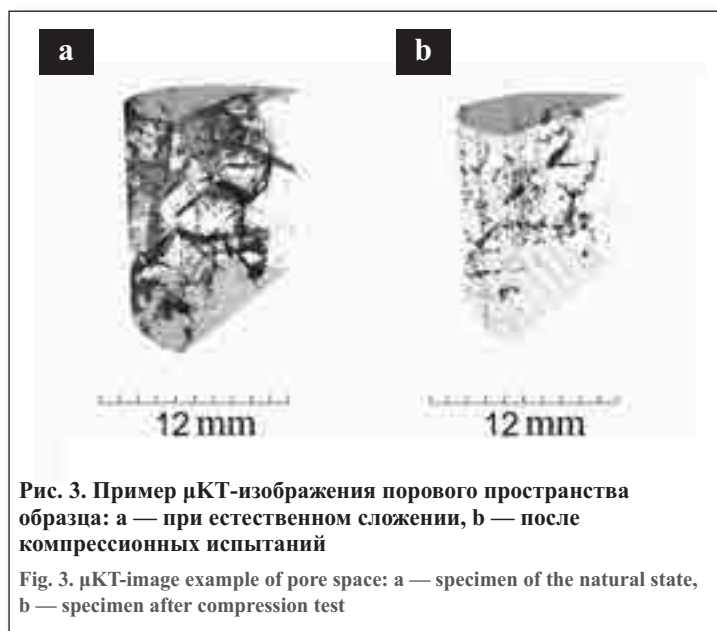 a b
12 mm 12 mm
Рис. 3. Пример μКТ-изображения порового пространства
образца: a — при естественном сложении, b — после
компрессионных испытаний
Fig. 3. μKT-image example of pore space: a — specimen of the natural state,
b — specimen after compression test